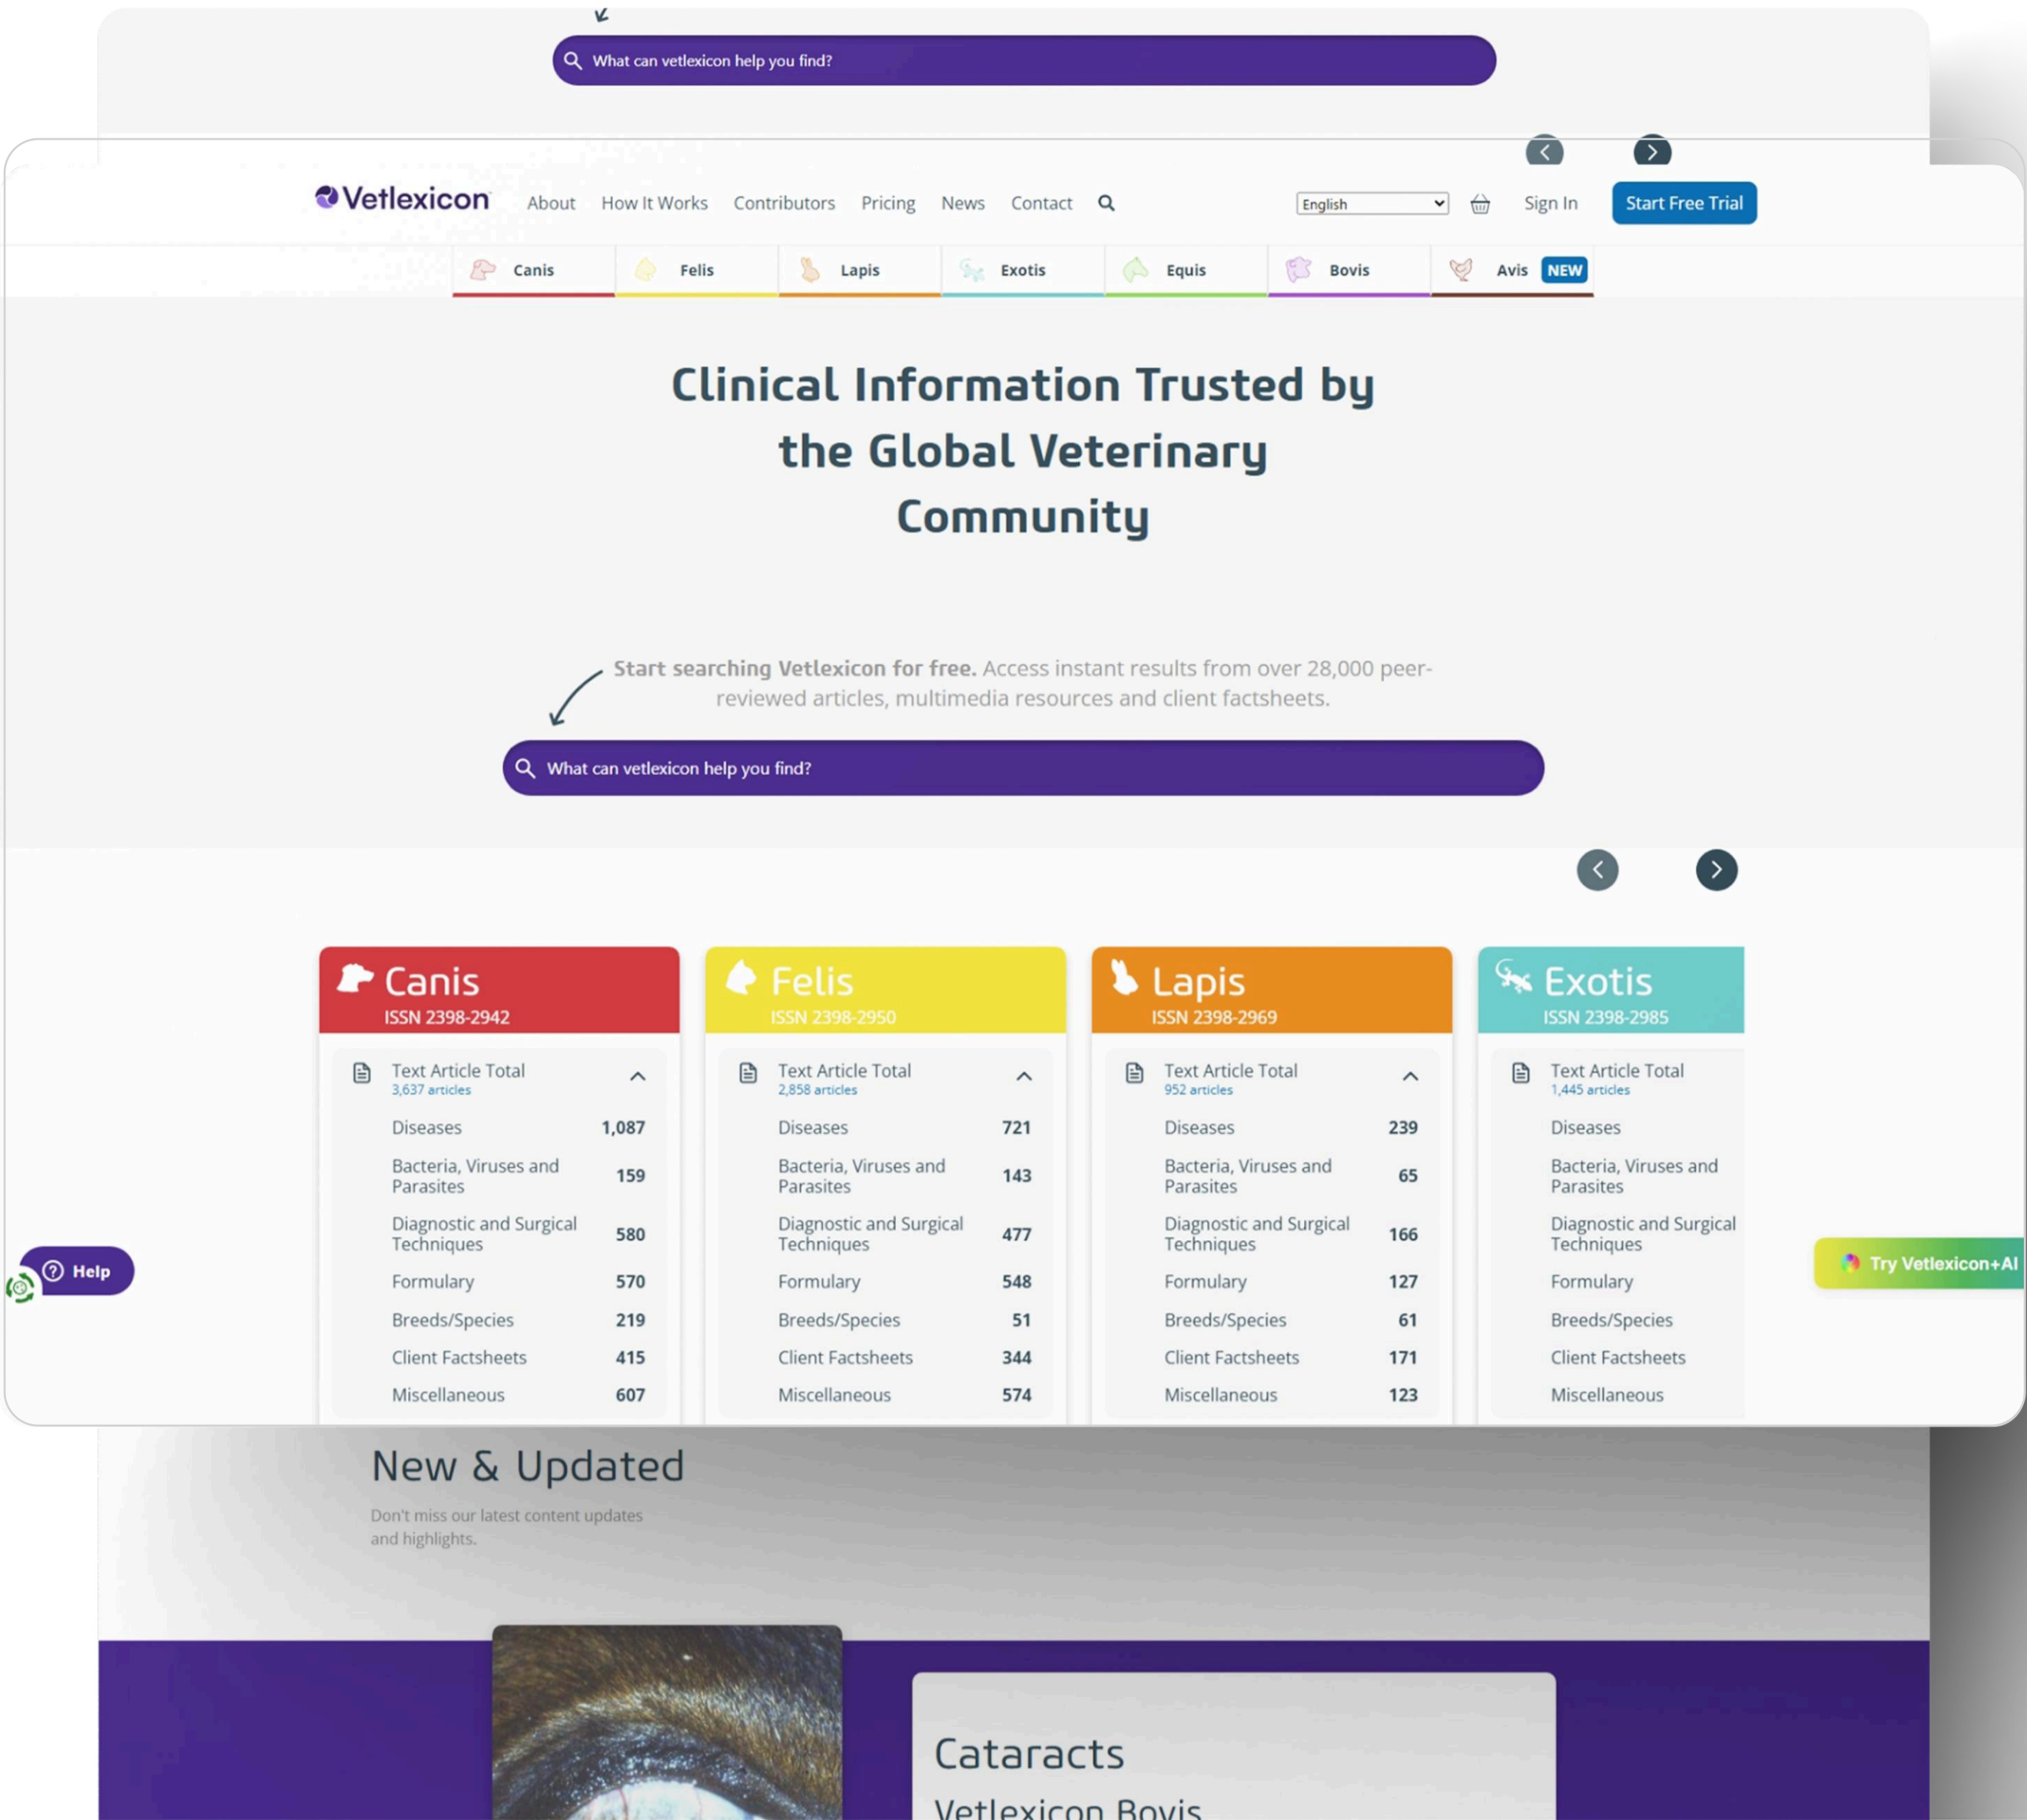 What can vetlexicon help you find?
Vetlexicon
About How It Works Contributors Pricing News Contact
English
Sign In
Start Free Trial
Canis Felis Lapis Exotis Equis Bovis Avis NEW
Clinical Information Trusted by
the Global Veterinary
Community
Start searching Vetlexicon for free. Access instant results from over 28,000 peer-
reviewed articles, multimedia resources and client factsheets.
What can vetlexicon help you find?
Canis
ISSN 2398-2942
Text Article Total
3,637 articles
Diseases 1,087
Bacteria, Viruses and
Parasites 159
Diagnostic and Surgical
Techniques 580
Formulary 570
Breeds/Species 219
Client Factsheets 415
Miscellaneous 607
Felis
ISSN 2398-2950
Text Article Total
2,858 articles
Diseases 721
Bacteria, Viruses and
Parasites 143
Diagnostic and Surgical
Techniques 477
Formulary 548
Breeds/Species 51
Client Factsheets 344
Miscellaneous 574
Lapis
ISSN 2398-2969
Text Article Total
952 articles
Diseases 239
Bacteria, Viruses and
Parasites 65
Diagnostic and Surgical
Techniques 166
Formulary 127
Breeds/Species 61
Client Factsheets 171
Miscellaneous 123
Exotis
ISSN 2398-2985
Text Article Total
1,445 articles
Diseases
Bacteria, Viruses and
Parasites
Diagnostic and Surgical
Techniques
Formulary
Breeds/Species
Client Factsheets
Miscellaneous
Help
Try Vetlexicon+AI
New & Updated
Don't miss our latest content updates
and highlights.
Cataracts
Vetlexicon Bovis